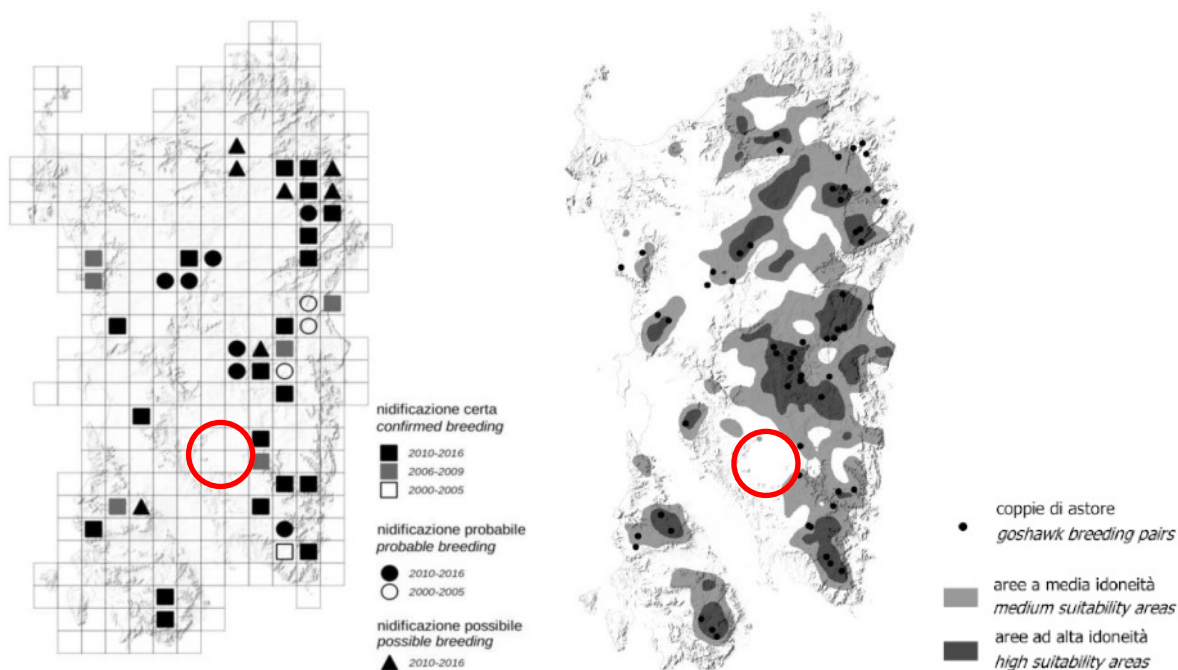 nidificazione certa
confirmed breeding
2010-2016
2006-2009
2000-2005
nidificazione probabile
probable breeding
2010-2016
2000-2005
nidificazione possibile
possible breeding
2010-2016
coppie di astore
goshawk breeding pairs
aree a media idoneità
medium suitability areas
aree ad alta idoneità
high suitability areas